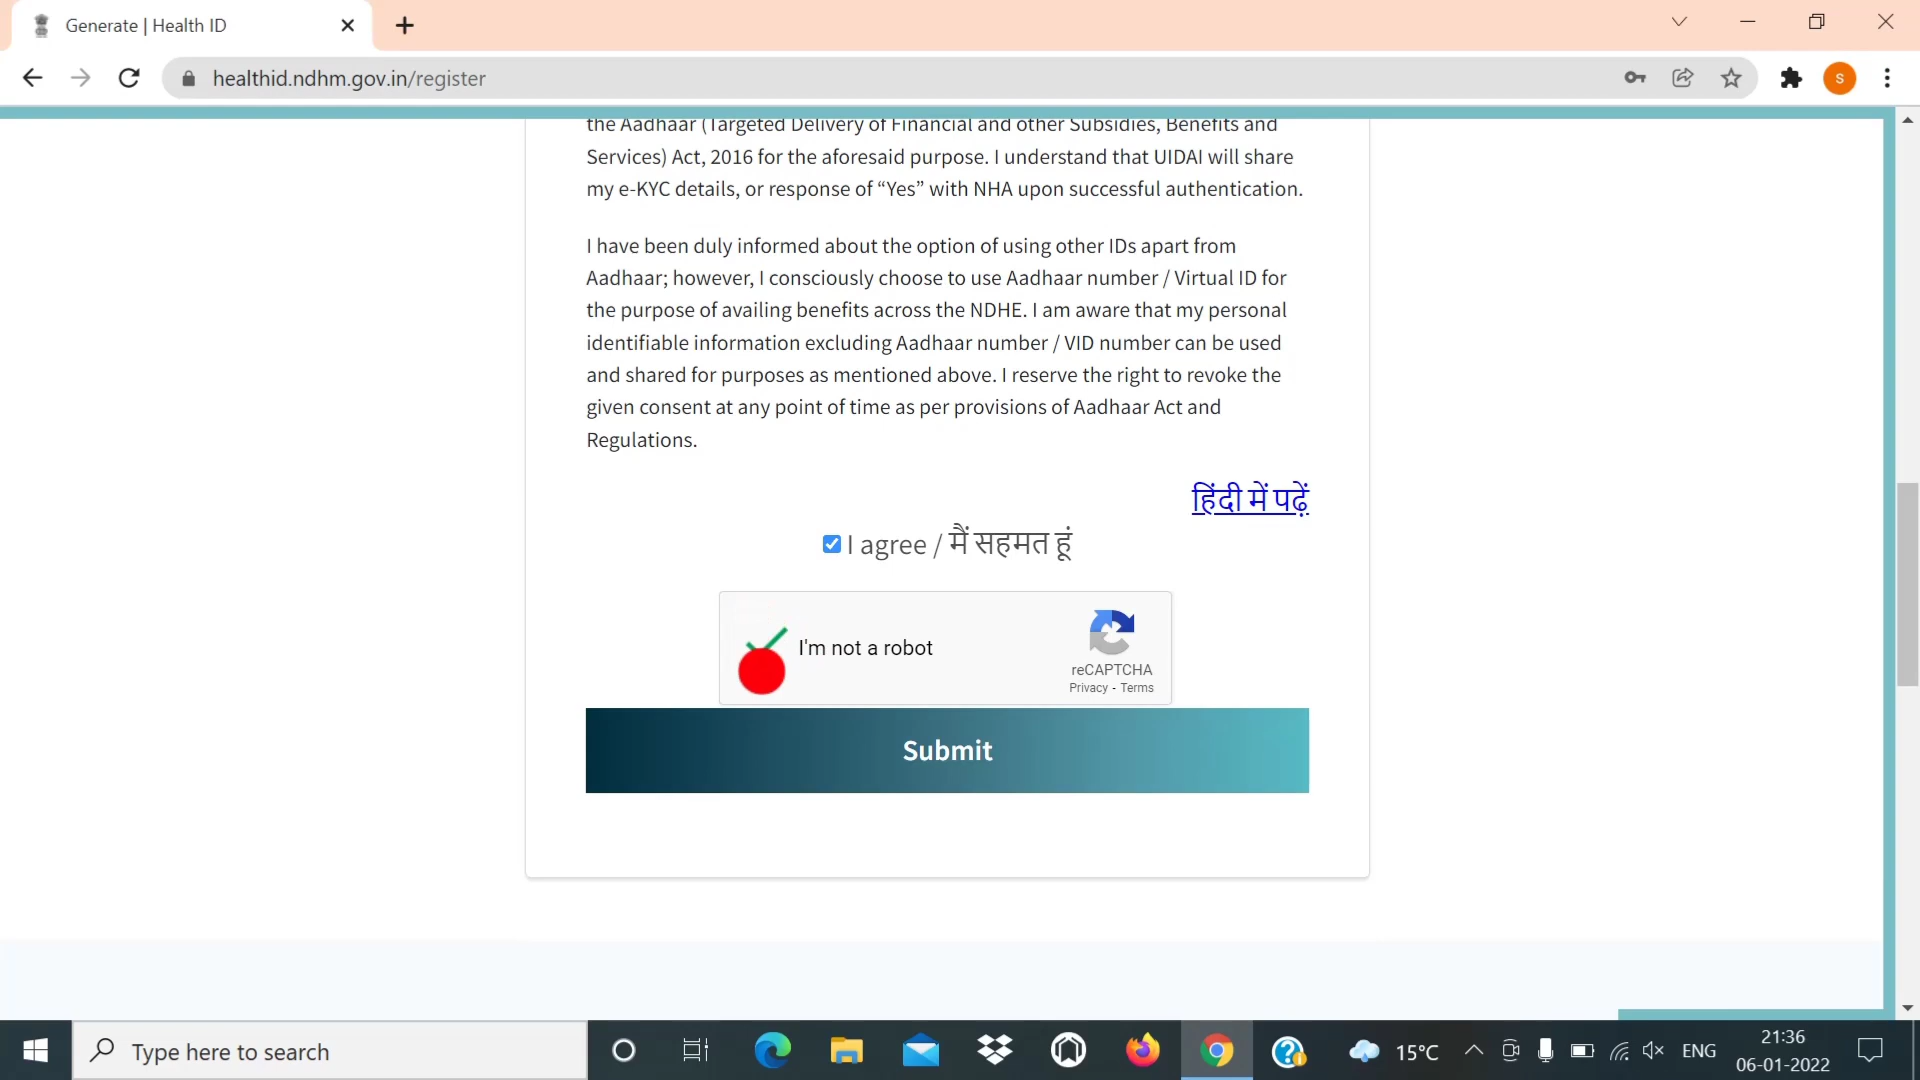 Generate | Health ID
healthid.ndhm.gov.in/register
S
the Aadhaar (Targeted Delivery of Financial and other Subsidies, Benefits and
Services) Act, 2016 for the aforesaid purpose. I understand that UIDAI will share
my e-KYC details, or response of “Yes” with NHA upon successful authentication.
I have been duly informed about the option of using other IDs apart from
Aadhaar; however, I consciously choose to use Aadhaar number / Virtual ID for
the purpose of availing benefits across the NDHE. I am aware that my personal
identifiable information excluding Aadhaar number / VID number can be used
and shared for purposes as mentioned above. I reserve the right to revoke the
given consent at any point of time as per provisions of Aadhaar Act and
Regulations.
हिंदी में पढ़ें
I agree / मैं सहमत हूं
I'm not a robot
reCAPTCHA
Privacy - Terms
Submit
Type here to search
15°C
ENG
21:36
06-01-2022